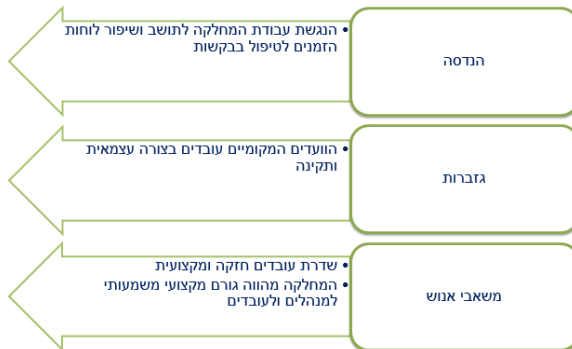 הנדסה
• הנגשת עבודת המחלקה לתושב ושיפור לוחות
הזמנים לטיפול בבקשות
גזברות
• הוועדים המקומיים עובדים בצורה עצמאית
ותקינה
משאבי אנוש
• שדרת עובדים חזקה ומקצועית
• המחלקה מהווה גורם מקצועי משמעותי
למנהלים ולעובדים